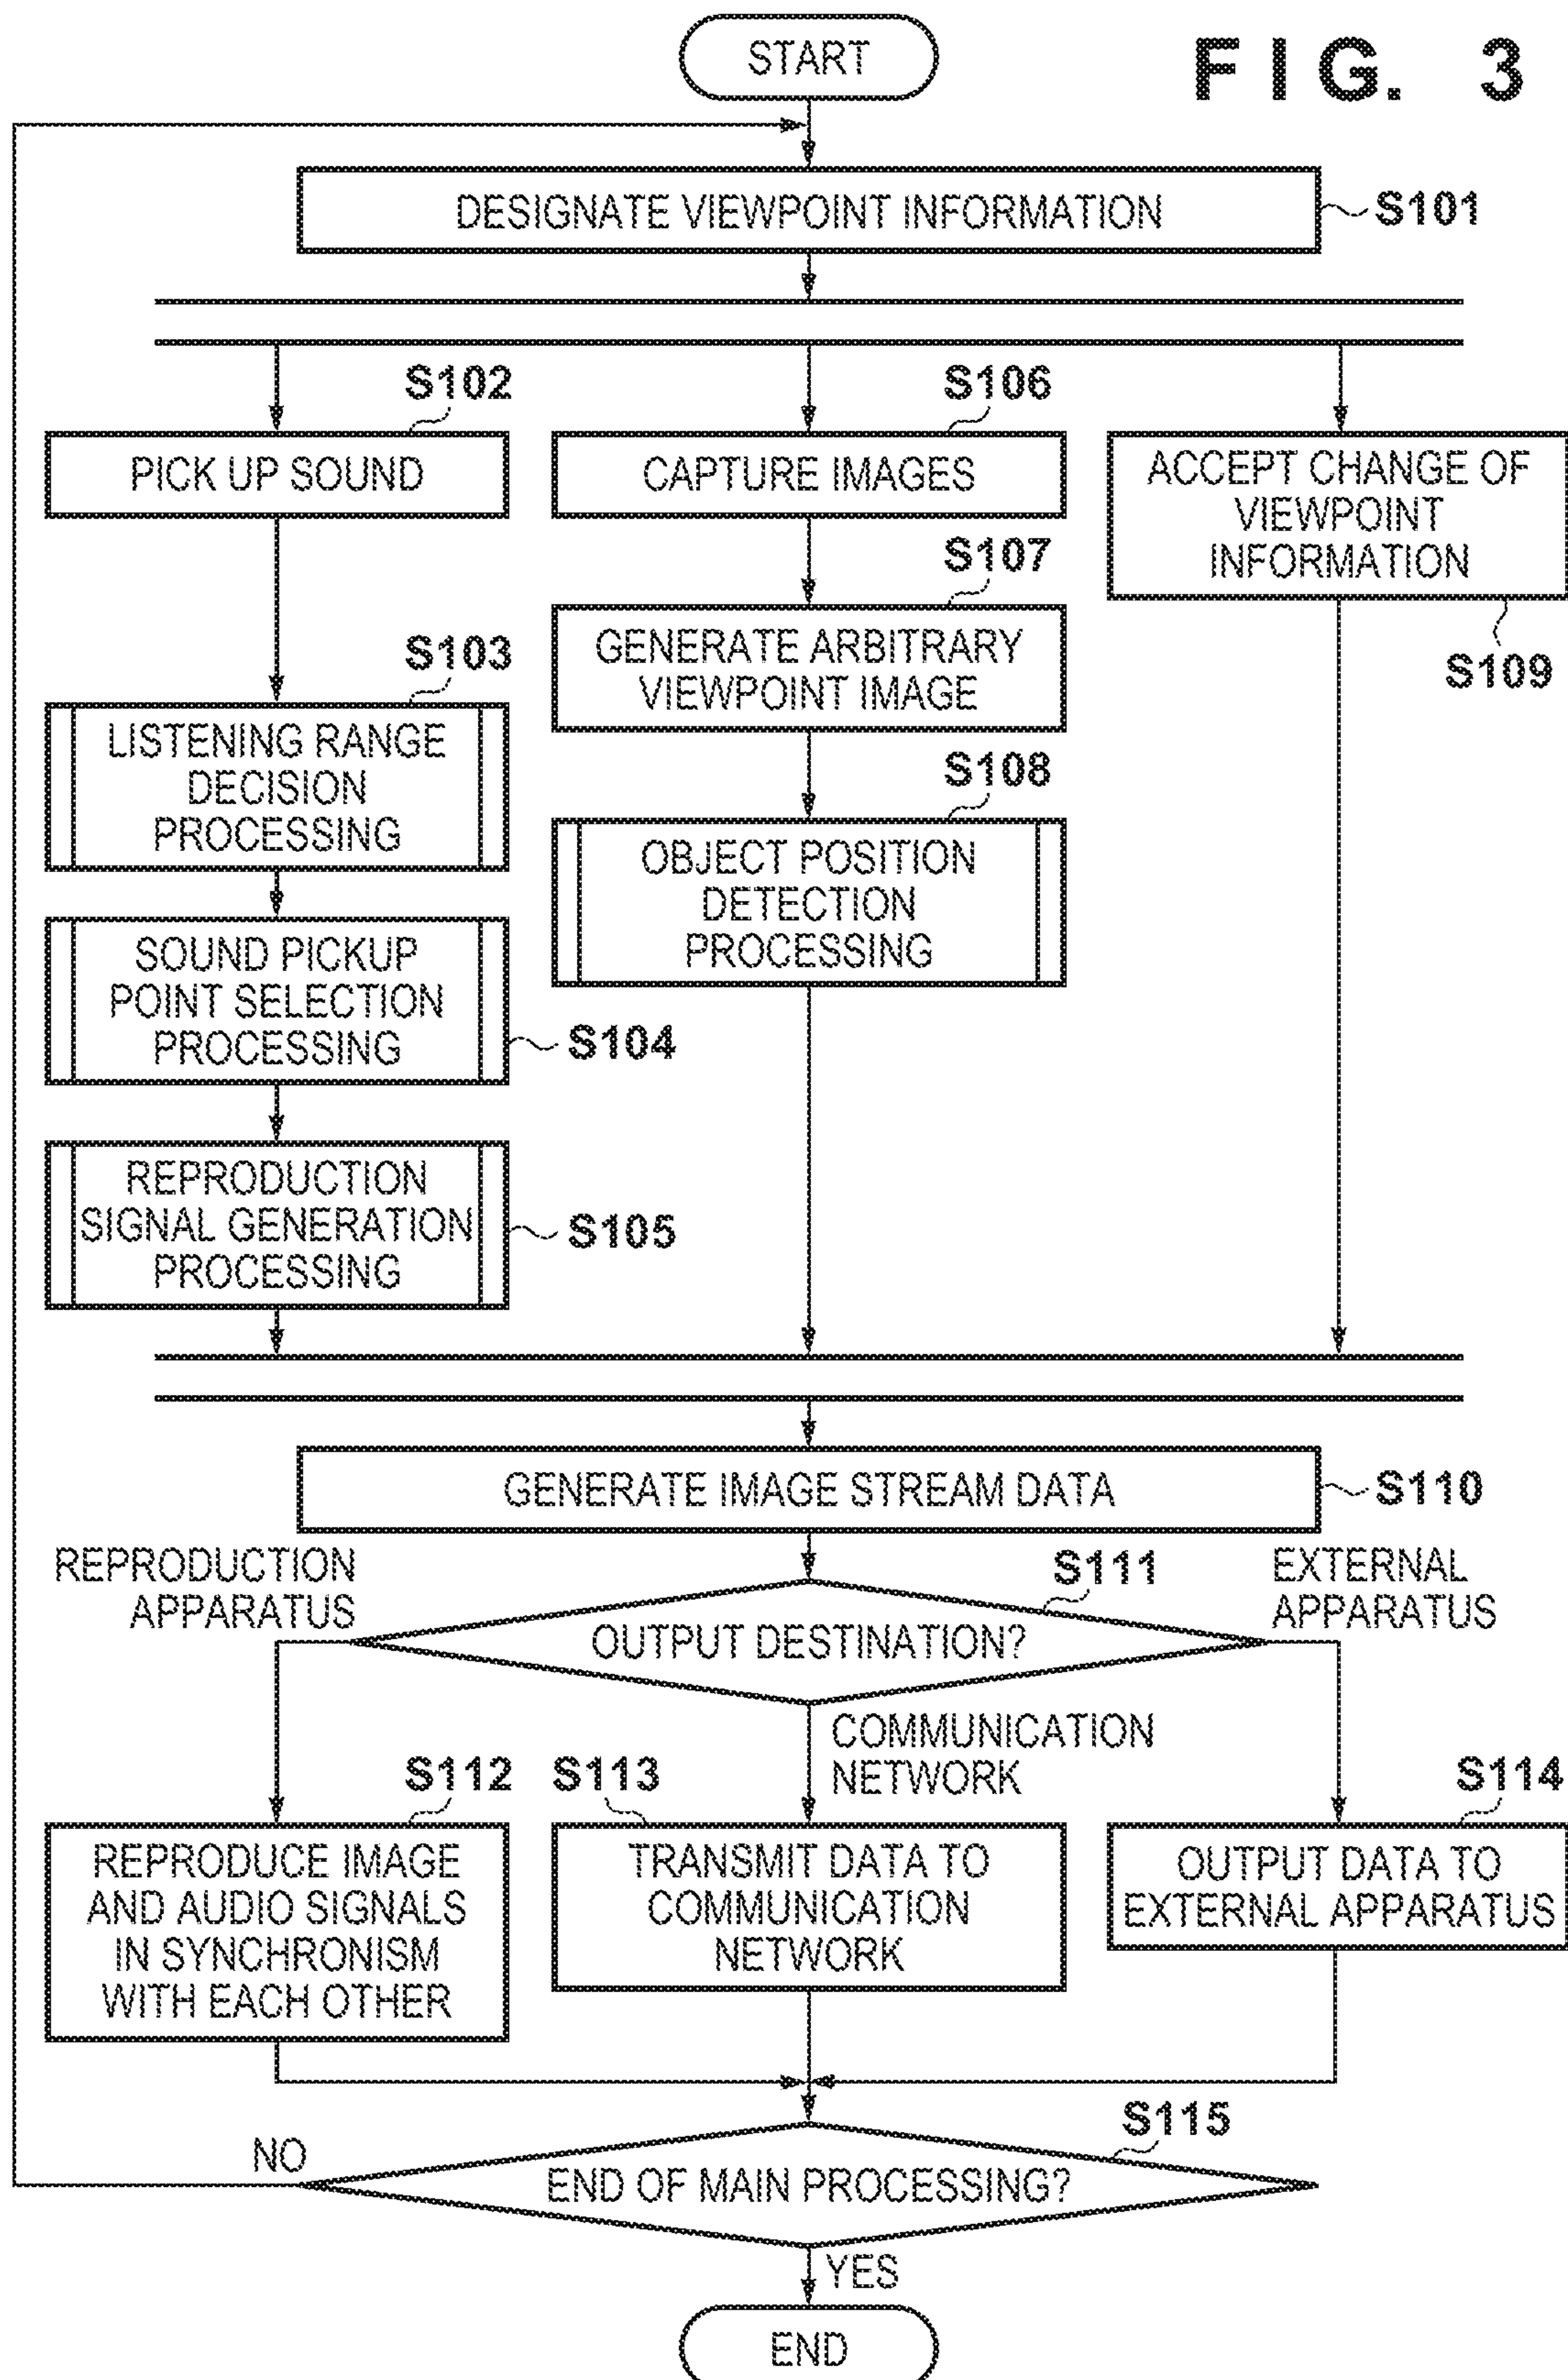 START
FIG. 3
DESIGNATE VIEWPOINT INFORMATION
S101
S102
PICK UP SOUND
S103
LISTENING RANGE
DECISION
PROCESSING
SOUND PICKUP
POINT SELECTION
PROCESSING
S104
REPRODUCTION
SIGNAL GENERATION
PROCESSING
S105
S106
CAPTURE IMAGES
S107
GENERATE ARBITRARY
VIEWPOINT IMAGE
S108
OBJECT POSITION
DETECTION
PROCESSING
ACCEPT CHANGE OF
VIEWPOINT
INFORMATION
S109
GENERATE IMAGE STREAM DATA
S110
REPRODUCTION
APPARATUS
S111
EXTERNAL
APPARATUS
OUTPUT DESTINATION?
COMMUNICATION
NETWORK
S112
REPRODUCE IMAGE
AND AUDIO SIGNALS
IN SYNCHRONISM
WITH EACH OTHER
S113
TRANSMIT DATA TO
COMMUNICATION
NETWORK
S114
OUTPUT DATA TO
EXTERNAL APPARATUS
S115
NO
END OF MAIN PROCESSING?
YES
END